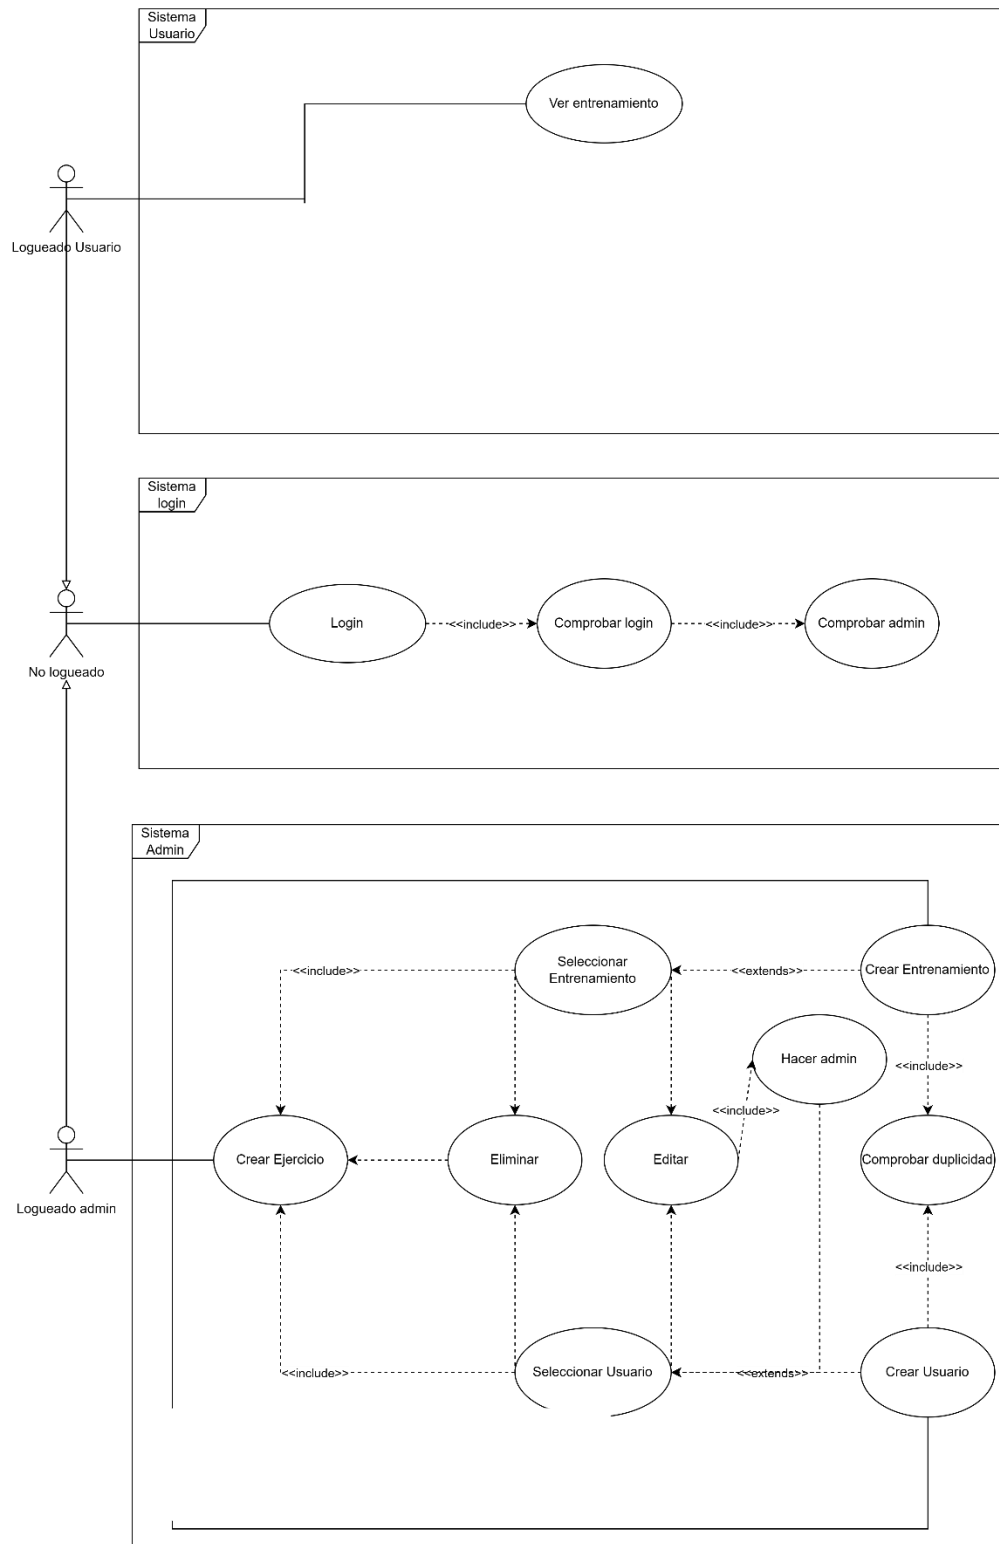 Sistema
Usuario
Ver entrenamiento
Logueado Usuario
Sistema
login
Login
<<include>>
Comprobar login
<<include>>
Comprobar admin
No logueado
Sistema
Admin
Seleccionar
Entrenamiento
<<include>>
<<extends>>
Crear Entrenamiento
Hacer admin
<<include>>
<<include>>
Crear Ejercicio
Eliminar
Editar
Comprobar duplicidad
Logueado admin
<<include>>
<<include>>
Seleccionar Usuario
<<extends>>
Crear Usuario